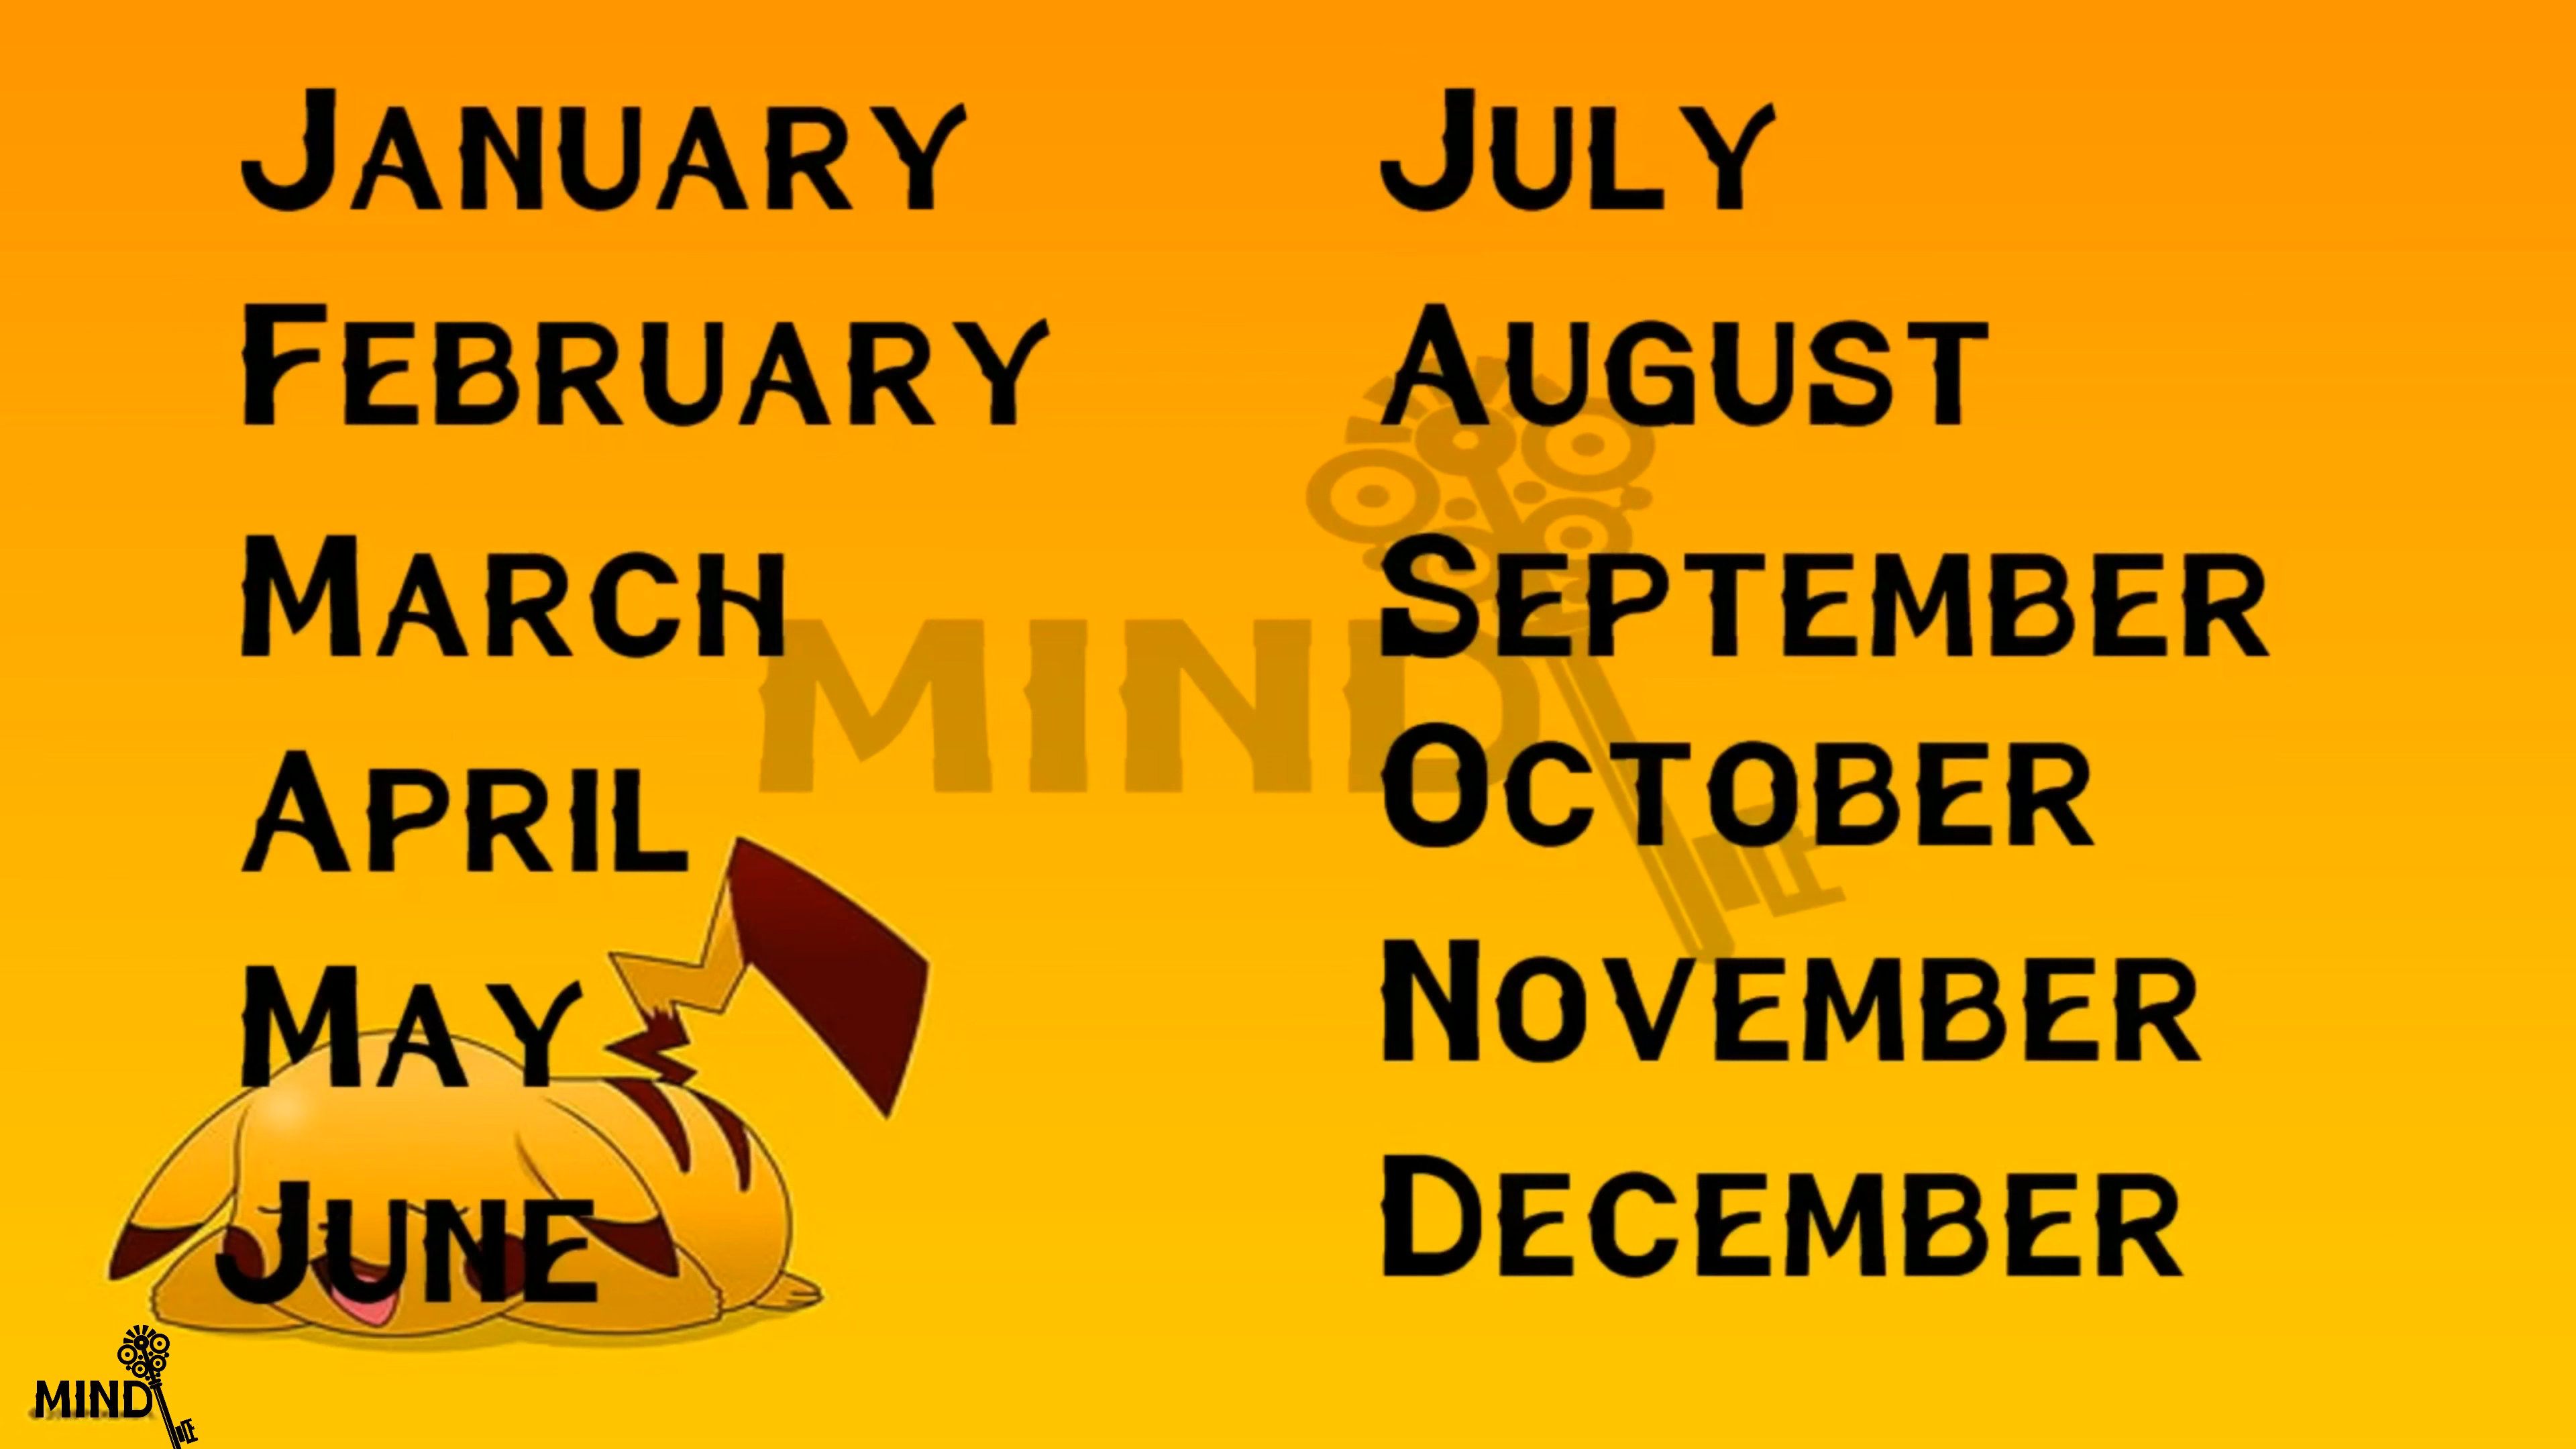 January
February
March
April
May
June
July
August
September
October
November
December
MIND
MIND